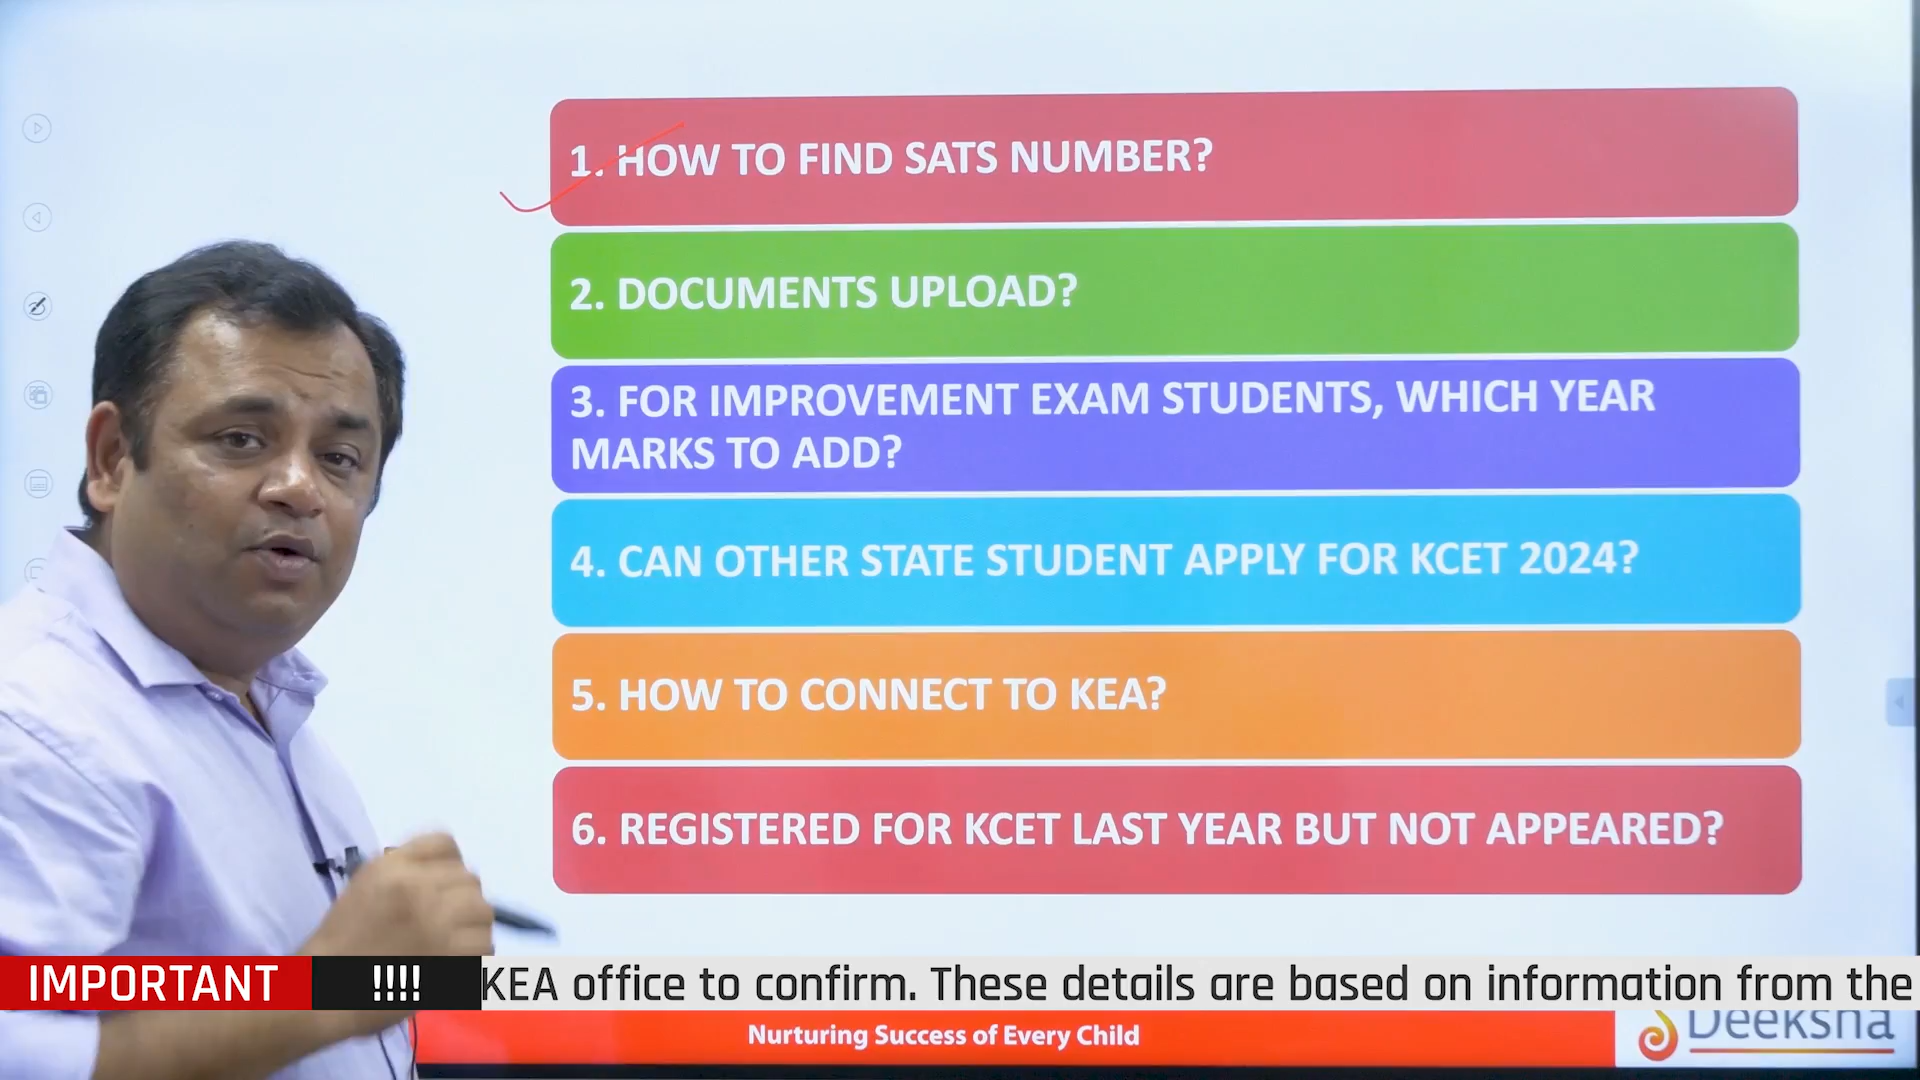 1. HOW TO FIND SATS NUMBER?
2. DOCUMENTS UPLOAD?
3. FOR IMPROVEMENT EXAM STUDENTS, WHICH YEAR
MARKS TO ADD?
4. CAN OTHER STATE STUDENT APPLY FOR KCET 2024?
5. HOW TO CONNECT TO KEA?
6. REGISTERED FOR KCET LAST YEAR BUT NOT APPEARED?
IMPORTANT !!!! KEA office to confirm. These details are based on information from the
Nurturing Success of Every Child
Deeksha